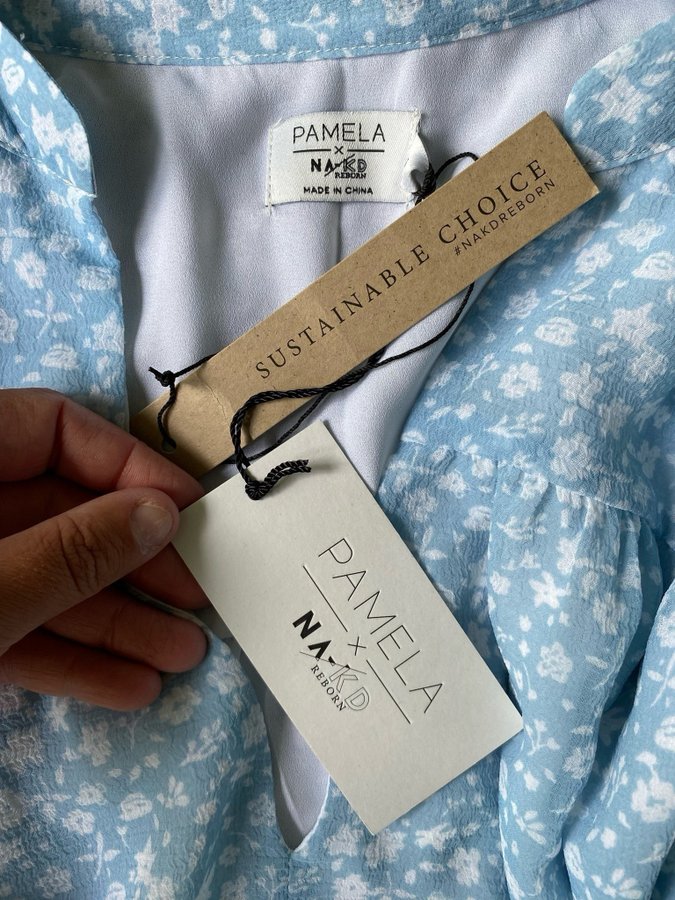 PAMELA
×
NA-KD
REBORN
MADE IN CHINA
SUSTAINABLE CHOICE
#NAKDREBORN
PAMELA
×
NA-KD
REBORN